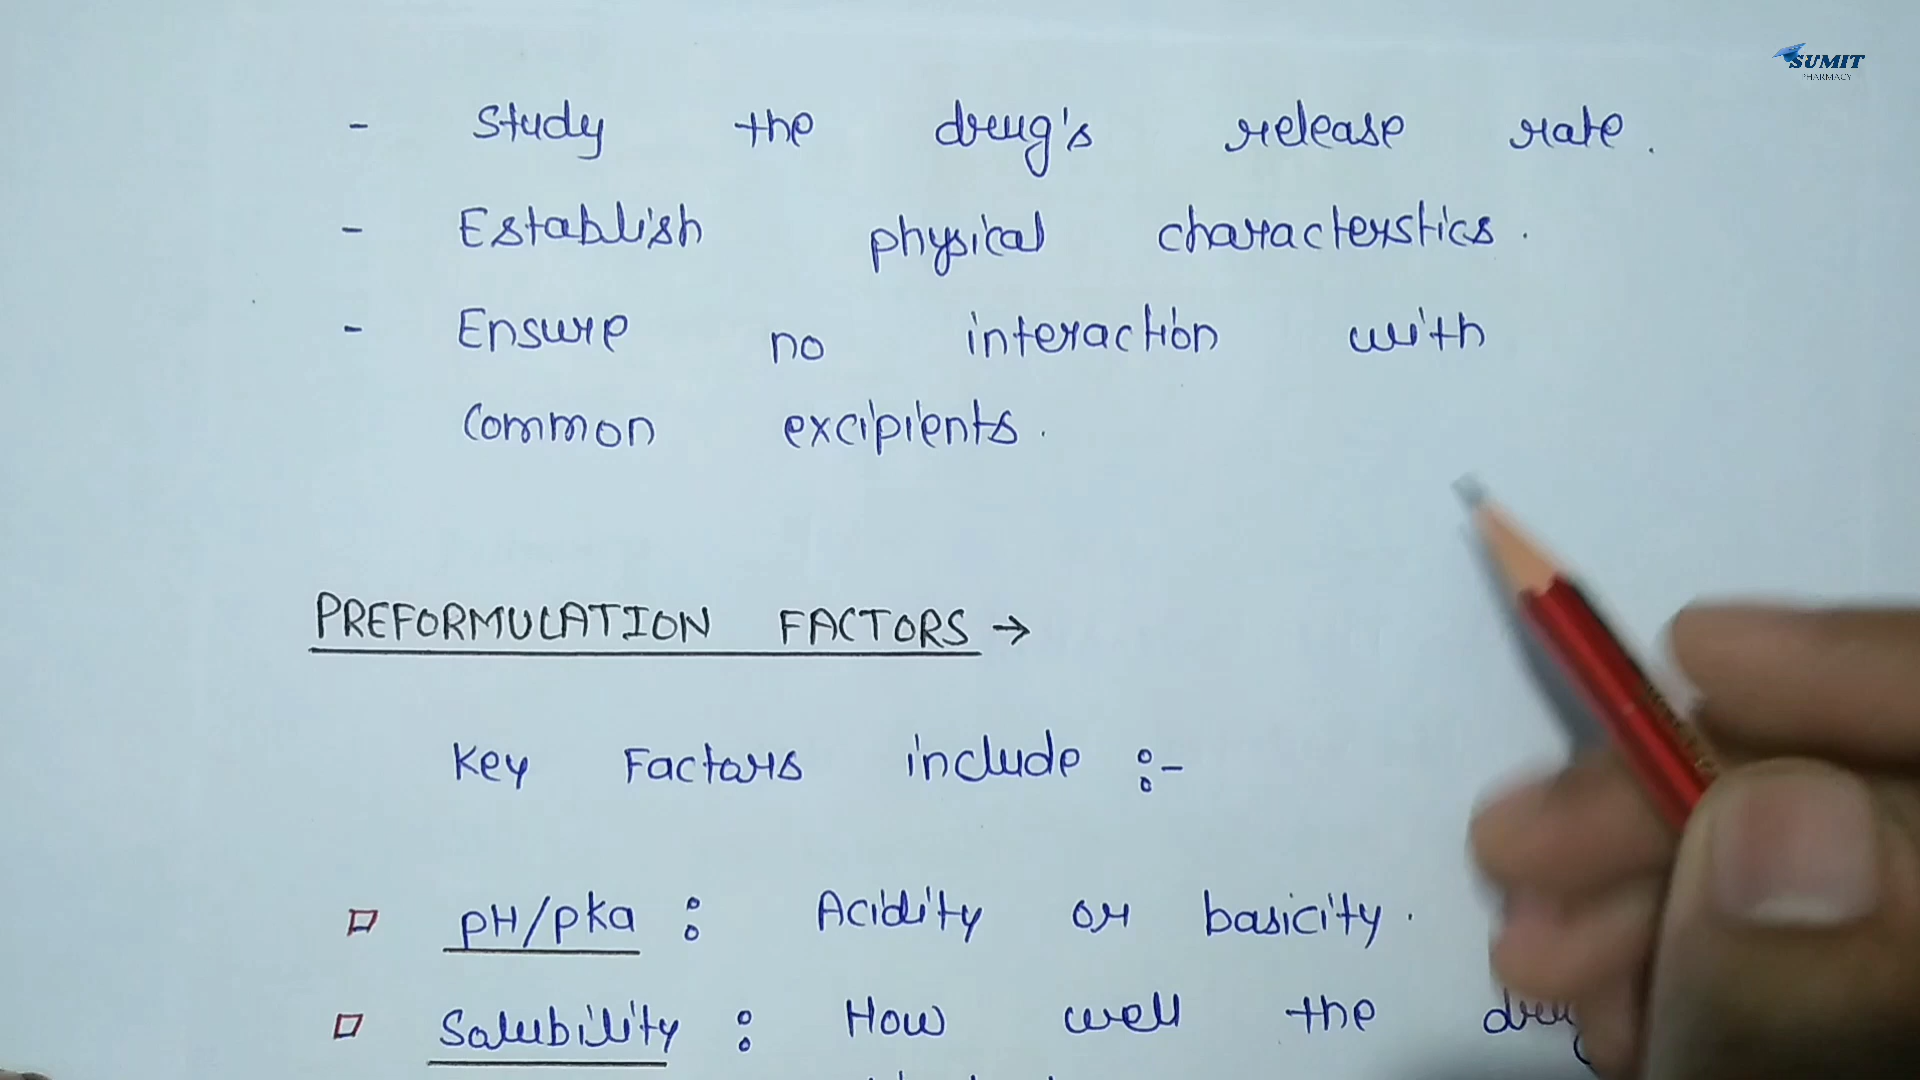 SUMIT
PHARMACY
- Study the drug's release rate.
- Establish physical characterstics.
- Ensure no interaction with
common excipients.
PREFORMULATION FACTORS →
Key Factors include :-
pH/pka : Acidity or basicity.
Solubility : How well the